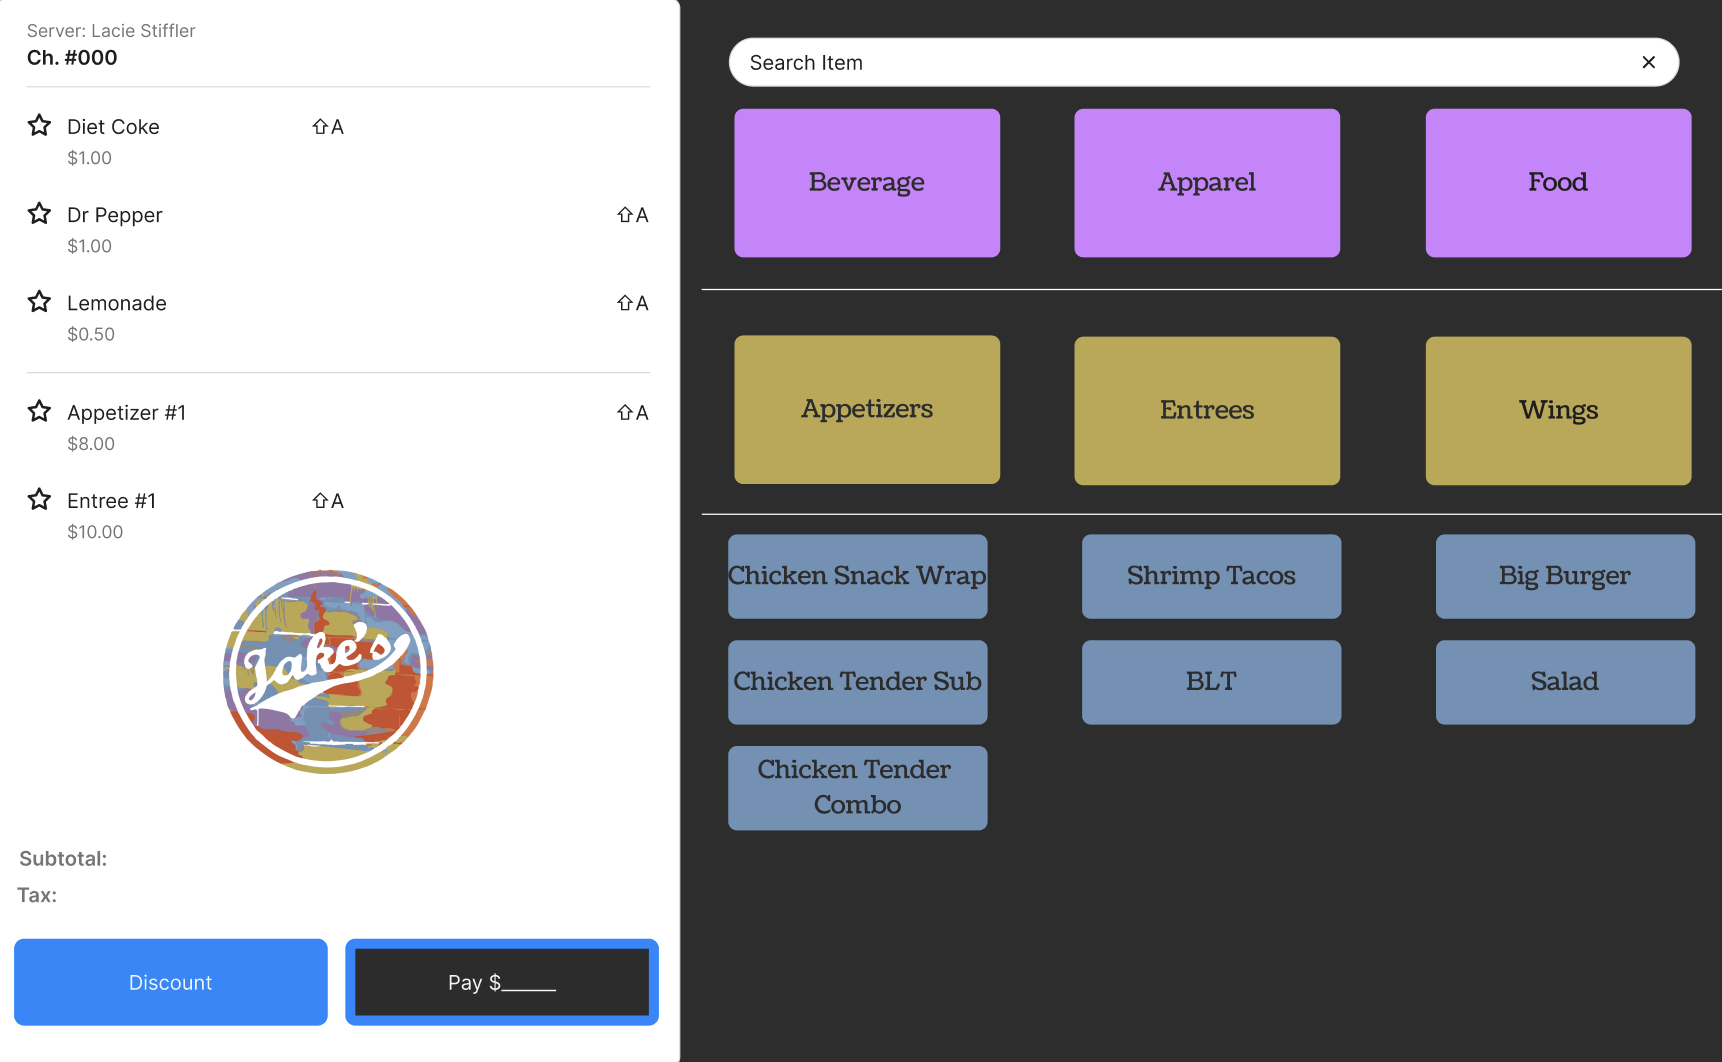 Server: Lacie Stiffler
Ch. #000
Diet Coke ⇧A
$1.00
Dr Pepper ⇧A
$1.00
Lemonade ⇧A
$0.50
Appetizer #1 ⇧A
$8.00
Entree #1 ⇧A
$10.00
Jake's
Subtotal:
Tax:
Discount
Pay $_____
Search Item
Beverage
Apparel
Food
Appetizers
Entrees
Wings
Chicken Snack Wrap
Shrimp Tacos
Big Burger
Chicken Tender Sub
BLT
Salad
Chicken Tender
Combo